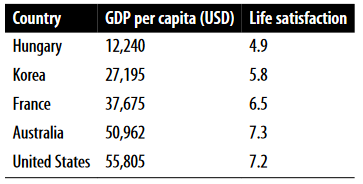 Country GDP per capita (USD) Life satisfaction
Hungary 12,240 4.9
Korea 27,195 5.8
France 37,675 6.5
Australia 50,962 7.3
United States 55,805 7.2